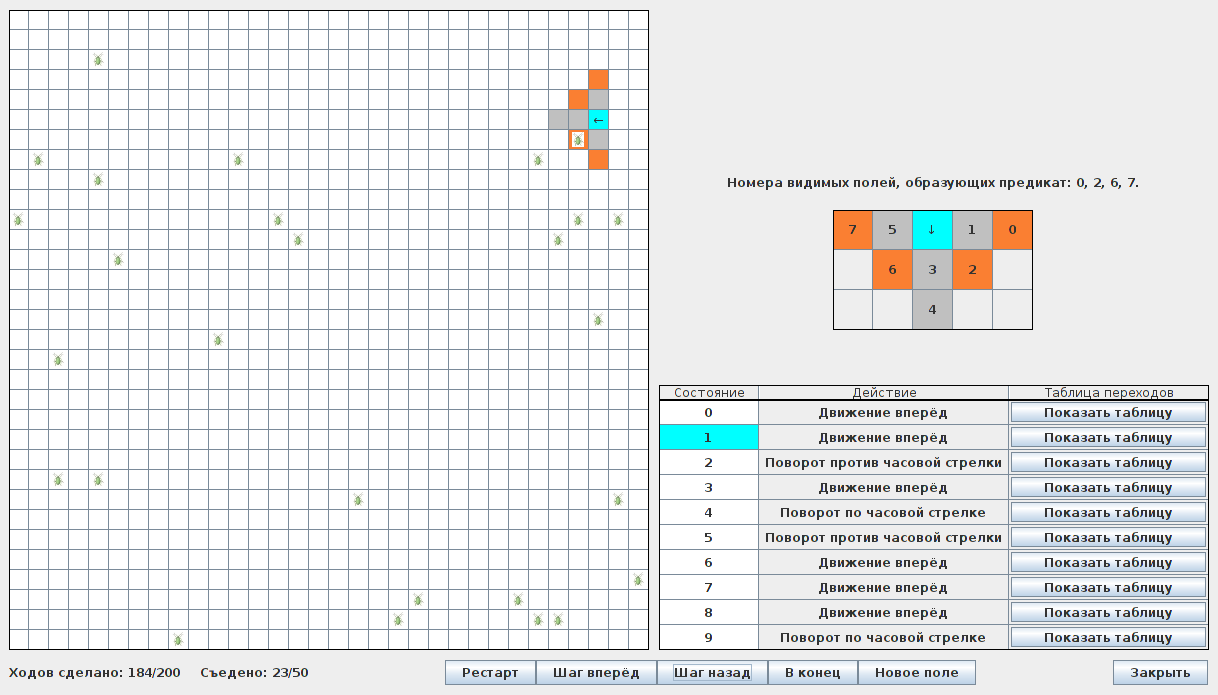 ←
Номера видимых полей, образующих предикат: 0, 2, 6, 7.
7 5 ↓ 1 0
6 3 2
4
Состояние Действие Таблица переходов
0 Движение вперёд Показать таблицу
1 Движение вперёд Показать таблицу
2 Поворот против часовой стрелки Показать таблицу
3 Движение вперёд Показать таблицу
4 Поворот по часовой стрелке Показать таблицу
5 Поворот против часовой стрелки Показать таблицу
6 Движение вперёд Показать таблицу
7 Движение вперёд Показать таблицу
8 Движение вперёд Показать таблицу
9 Поворот по часовой стрелке Показать таблицу
Ходов сделано: 184/200 Съедено: 23/50 Рестарт Шаг вперёд Шаг назад В конец Новое поле Закрыть